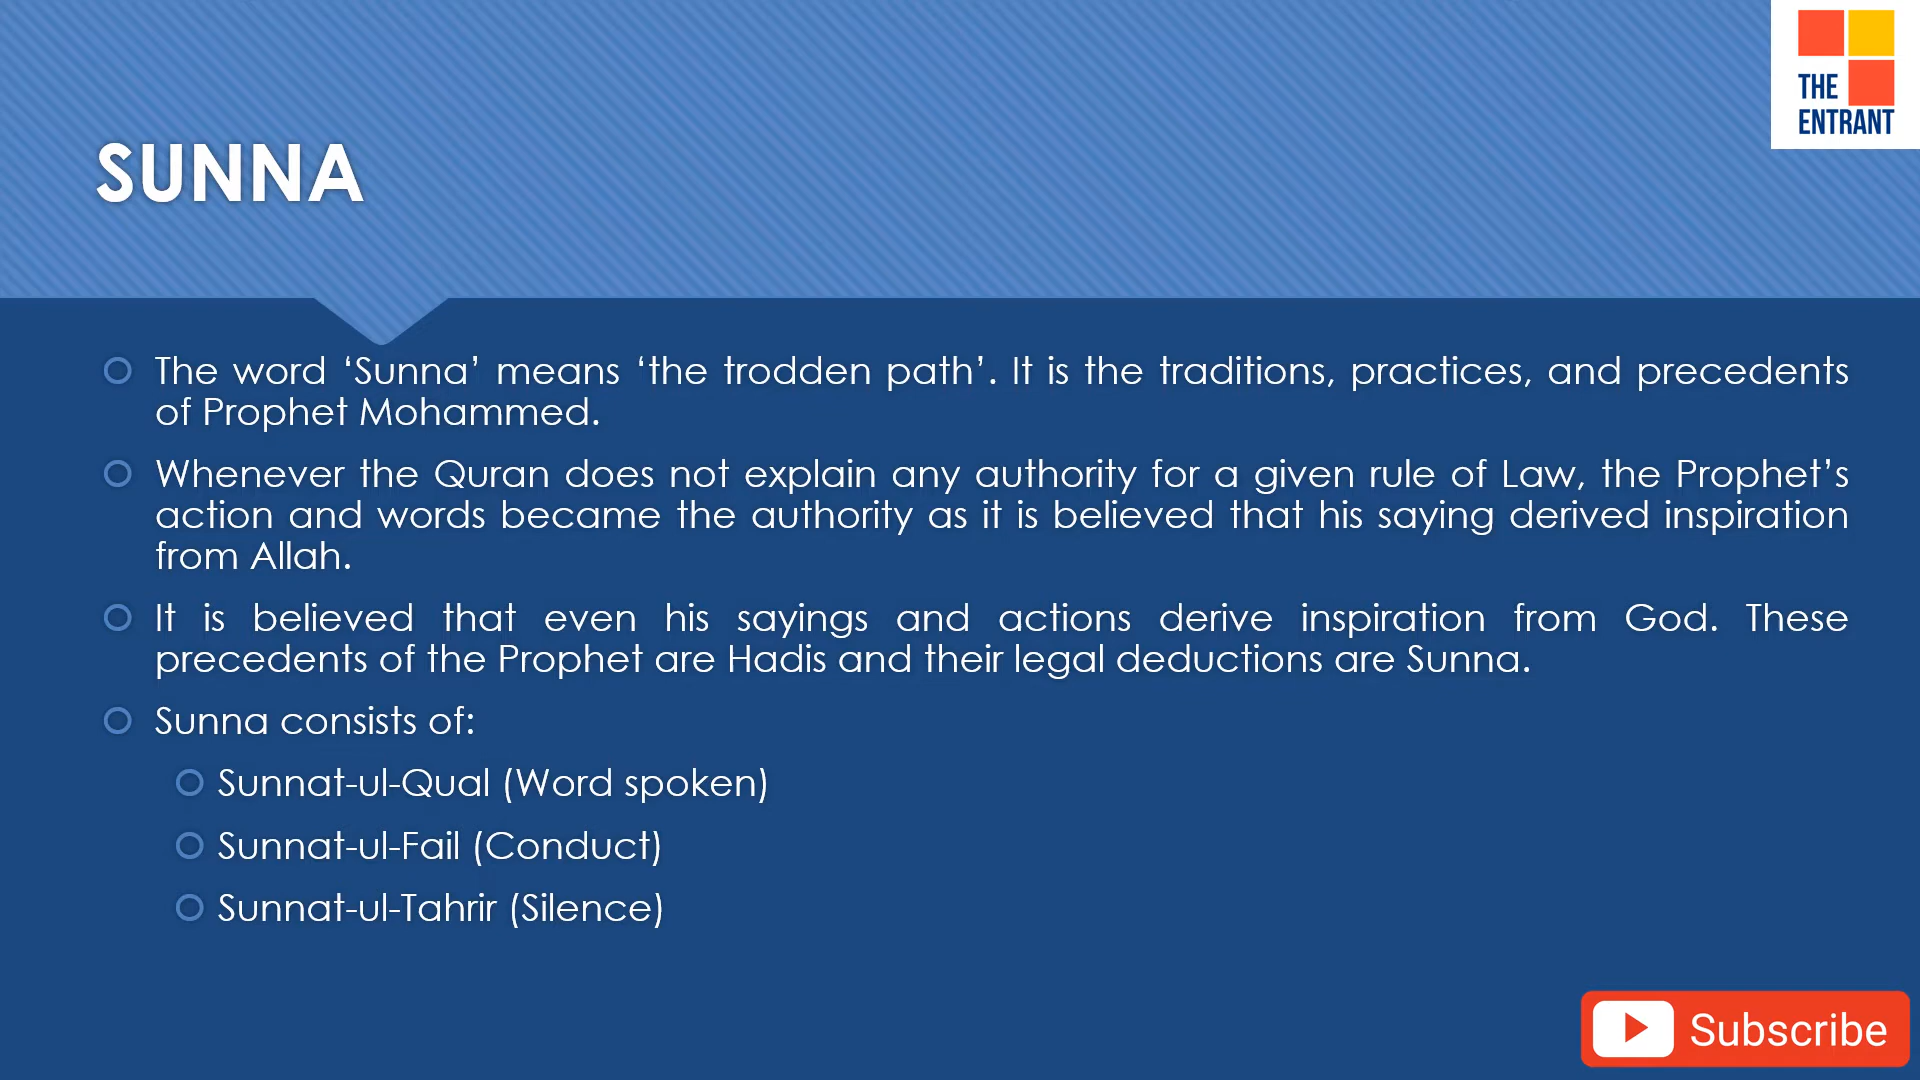 THE
ENTRANT
SUNNA
The word ‘Sunna’ means ‘the trodden path’. It is the traditions, practices, and precedents
of Prophet Mohammed.
Whenever the Quran does not explain any authority for a given rule of Law, the Prophet’s
action and words became the authority as it is believed that his saying derived inspiration
from Allah.
It is believed that even his sayings and actions derive inspiration from God. These
precedents of the Prophet are Hadis and their legal deductions are Sunna.
Sunna consists of:
Sunnat-ul-Qual (Word spoken)
Sunnat-ul-Fail (Conduct)
Sunnat-ul-Tahrir (Silence)
Subscribe